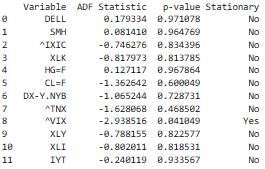 Variable ADF Statistic p-value Stationary
0 DELL 0.179334 0.971078 No
1 SMH 0.081410 0.964769 No
2 ^IXIC -0.746276 0.834396 No
3 XLK -0.817973 0.813785 No
4 HG=F 0.127117 0.967864 No
5 CL=F -1.362642 0.600049 No
6 DX-Y.NYB -1.065244 0.728731 No
7 ^TNX -1.628068 0.468502 No
8 ^VIX -2.938516 0.041049 Yes
9 XLY -0.788155 0.822577 No
10 XLI -0.802011 0.818531 No
11 IYT -0.240119 0.933567 No